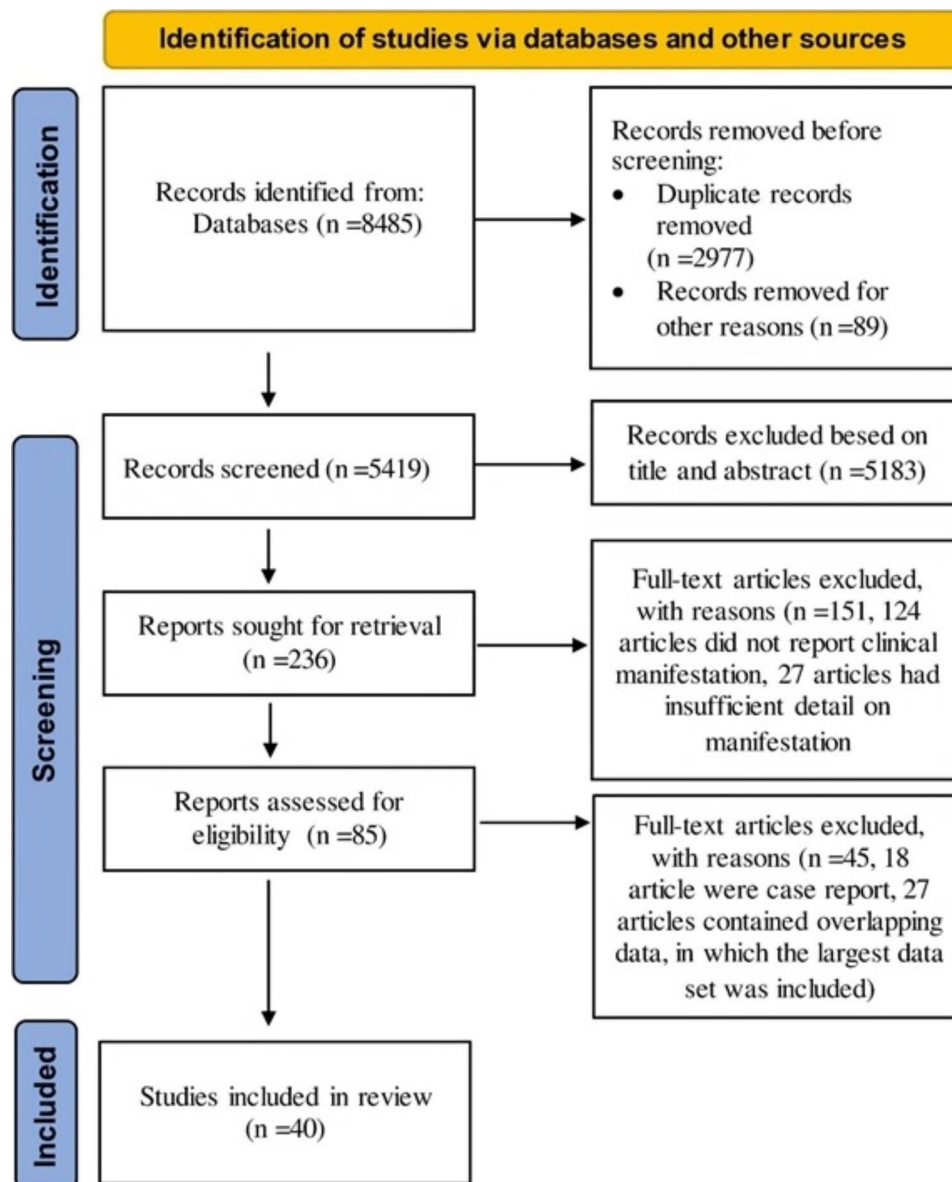 Identification of studies via databases and other sources
Identification
Records identified from:
Databases (n =8485)
Records removed before
screening:
• Duplicate records
removed
(n =2977)
• Records removed for
other reasons (n =89)
Screening
Records screened (n =5419)
Records excluded besed on
title and abstract (n =5183)
Reports sought for retrieval
(n =236)
Full-text articles excluded,
with reasons (n =151, 124
articles did not report clinical
manifestation, 27 articles had
insufficient detail on
manifestation
Reports assessed for
eligibility (n =85)
Full-text articles excluded,
with reasons (n =45, 18
article were case report, 27
articles contained overlapping
data, in which the largest data
set was included)
Included
Studies included in review
(n =40)